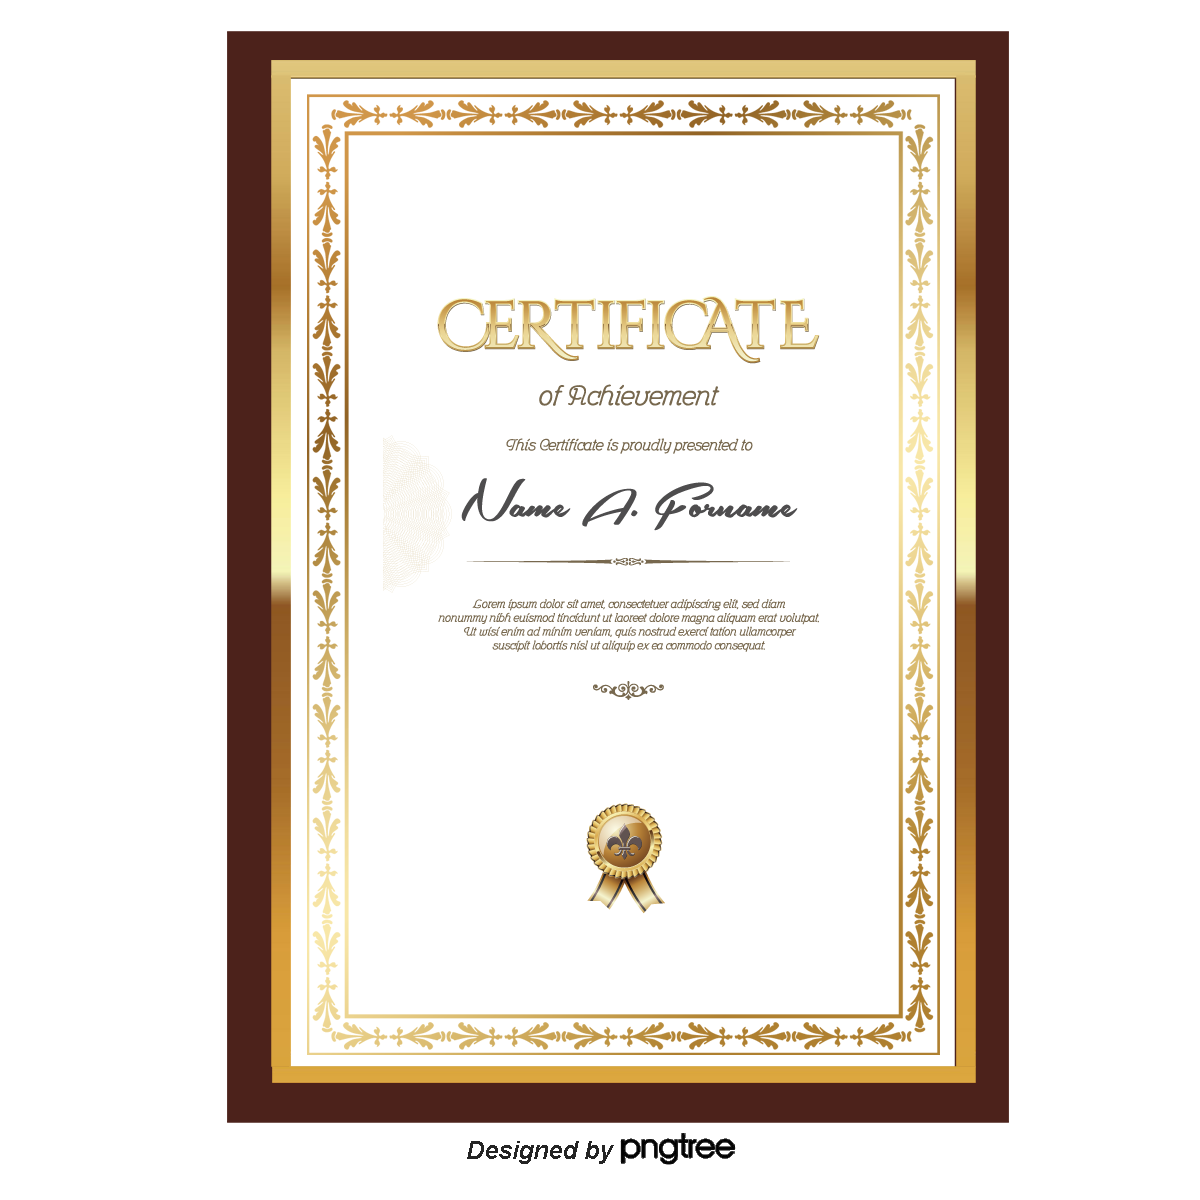 CERTIFICATE
of Achievement
This Certificate is proudly presented to
Name A. Forname
Lorem ipsum dolor sit amet, consectetuer adipiscing elit, sed diam
nonummy nibh euismod tincidunt ut laoreet dolore magna aliquam erat volutpat.
Ut wisi enim ad minim veniam, quis nostrud exerci tation ullamcorper
suscipit lobortis nisl ut aliquip ex ea commodo consequat.
Designed by pngtree